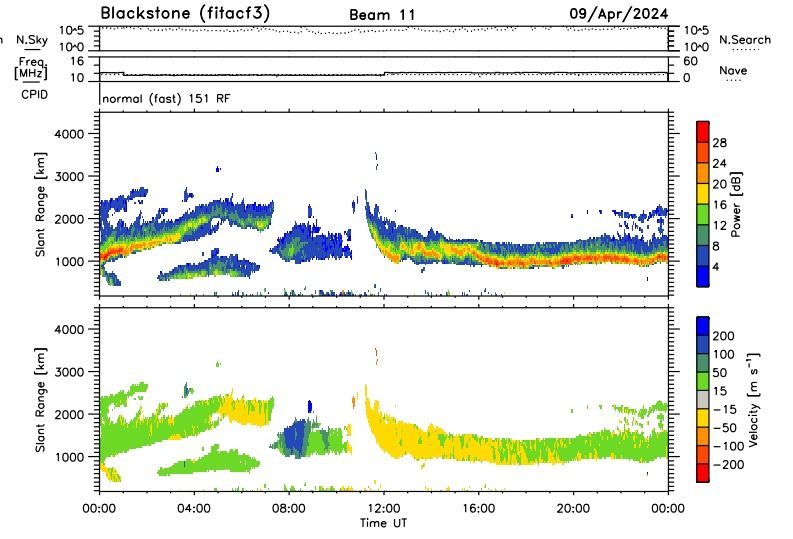 Blackstone (fitacf3) Beam 11 09/Apr/2024
n N.Sky 10^5 10^0 10^5 10^0 N.Search
Freq. [MHz] 16 10 60 0 Nave
CPID normal (fast) 151 RF
Slant Range [km]
4000
3000
2000
1000
28
24
20
16
12
8
4
Power [dB]
Slant Range [km]
4000
3000
2000
1000
200
100
50
15
−15
−50
−100
−200
Velocity [m s⁻¹]
00:00 04:00 08:00 12:00 16:00 20:00 00:00
Time UT